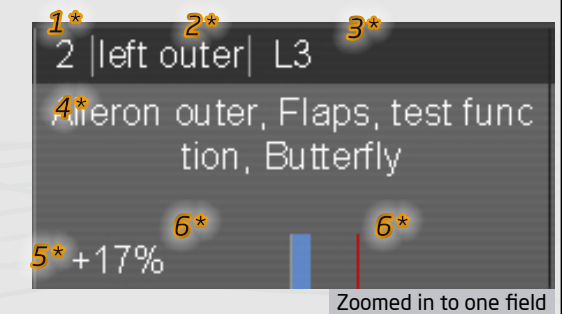 1* 2* 3*
2 |left outer| L3
4*
Aileron outer, Flaps, test func
tion, Butterfly
6* 6*
5* +17%
Zoomed in to one field